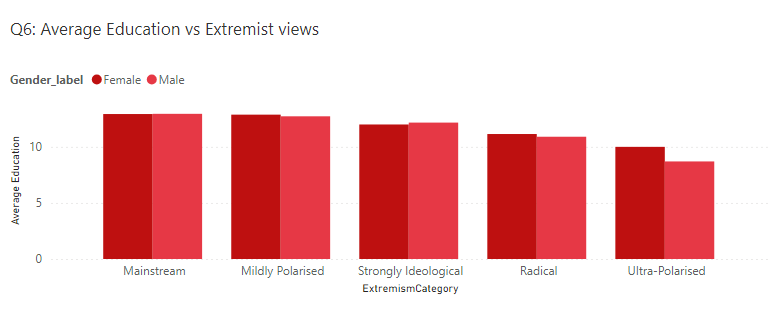 Q6: Average Education vs Extremist views
Gender_label Female Male
Average Education
10
5
0
Mainstream Mildly Polarised Strongly Ideological Radical Ultra-Polarised
ExtremismCategory